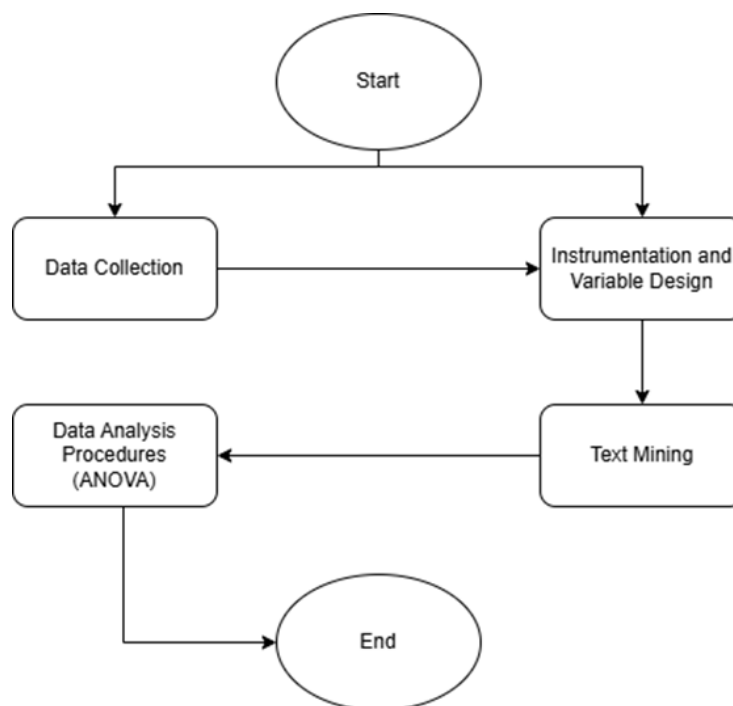 Start
Data Collection
Instrumentation and
Variable Design
Data Analysis
Procedures
(ANOVA)
Text Mining
End